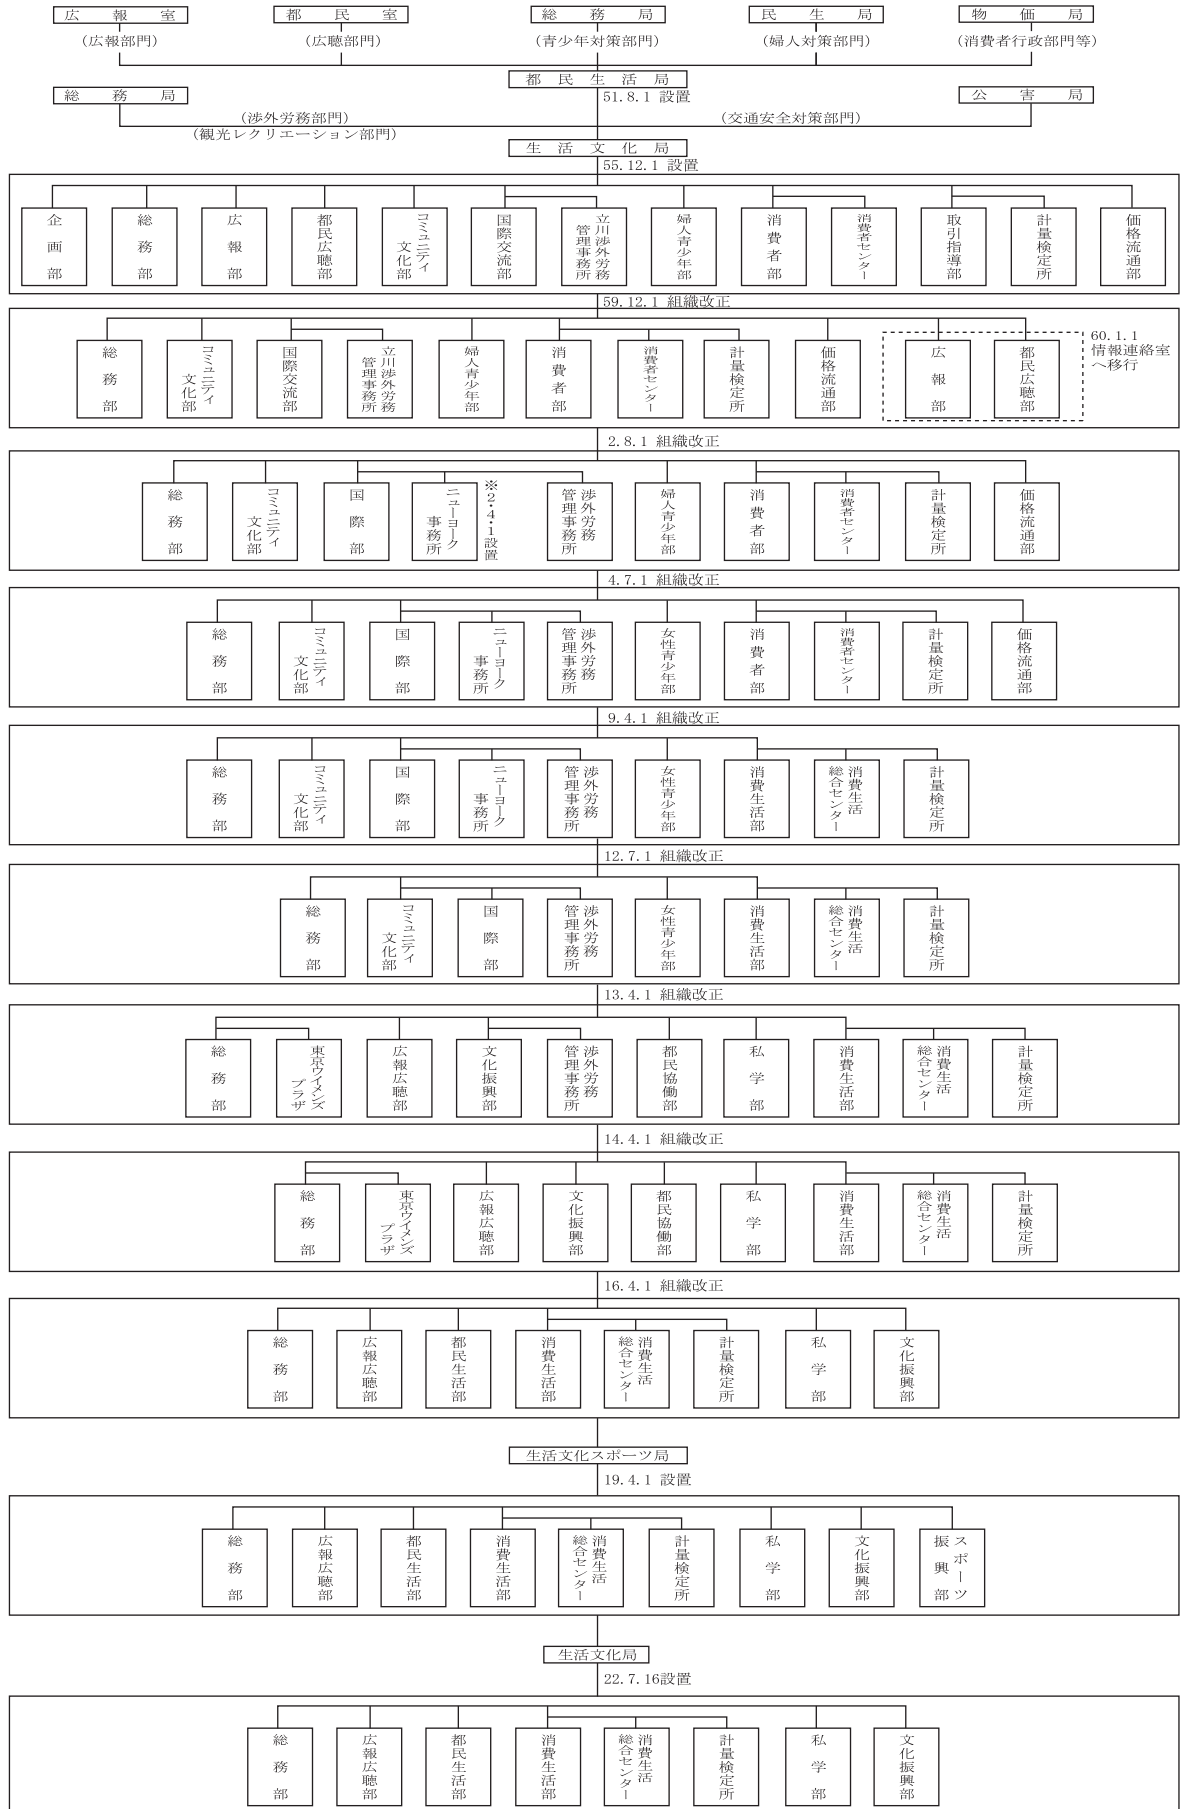 広報室
都民室
総務局
民生局
物価局
(広報部門)
(広聴部門)
(青少年対策部門)
(婦人対策部門)
(消費者行政部門等)
都民生活局
51.8.1 設置
総務局
公害局
(渉外労務部門)
(観光レクリエーション部門)
(交通安全対策部門)
生活文化局
55.12.1 設置
企画部
総務部
広報部
都民広聴部
コミュニティ
文化部
国際交流部
立川渉外労務
管理事務所
婦人青少年部
消費者部
消費者センター
取引指導部
計量検定所
価格流通部
59.12.1 組織改正
総務部
コミュニティ
文化部
国際交流部
立川渉外労務
管理事務所
婦人青少年部
消費者部
消費者センター
計量検定所
価格流通部
広報部
都民広聴部
60.1.1
情報連絡室
へ移行
2.8.1 組織改正
総務部
コミュニティ
文化部
国際部
ニューヨーク
事務所
※2・4・1設置
渉外労務
管理事務所
婦人青少年部
消費者部
消費者センター
計量検定所
価格流通部
4.7.1 組織改正
総務部
コミュニティ
文化部
国際部
ニューヨーク
事務所
渉外労務
管理事務所
女性青少年部
消費者部
消費者センター
計量検定所
価格流通部
9.4.1 組織改正
総務部
コミュニティ
文化部
国際部
ニューヨーク
事務所
渉外労務
管理事務所
女性青少年部
消費生活部
消費生活
総合センター
計量検定所
12.7.1 組織改正
総務部
コミュニティ
文化部
国際部
渉外労務
管理事務所
女性青少年部
消費生活部
消費生活
総合センター
計量検定所
13.4.1 組織改正
総務部
東京ウイメンズ
プラザ
広報広聴部
文化振興部
渉外労務
管理事務所
都民協働部
私学部
消費生活部
消費生活
総合センター
計量検定所
14.4.1 組織改正
総務部
東京ウイメンズ
プラザ
広報広聴部
文化振興部
都民協働部
私学部
消費生活部
消費生活
総合センター
計量検定所
16.4.1 組織改正
総務部
広報広聴部
都民生活部
消費生活部
消費生活
総合センター
計量検定所
私学部
文化振興部
生活文化スポーツ局
19.4.1 設置
総務部
広報広聴部
都民生活部
消費生活部
消費生活
総合センター
計量検定所
私学部
文化振興部
スポーツ
振興部
生活文化局
22.7.16設置
総務部
広報広聴部
都民生活部
消費生活部
消費生活
総合センター
計量検定所
私学部
文化振興部